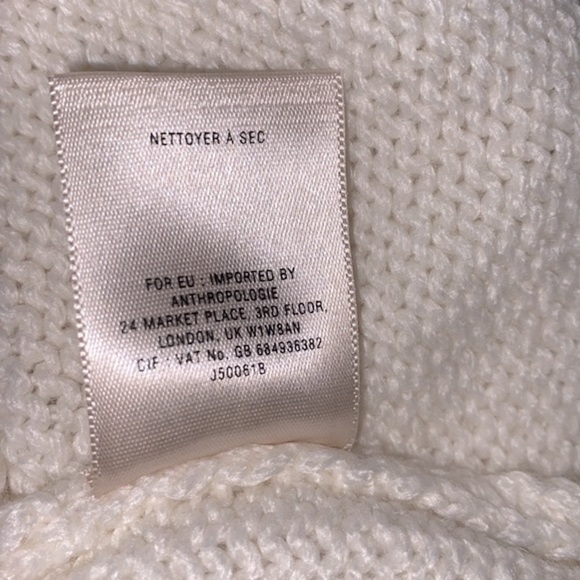 NETTOYER À SEC
FOR EU : IMPORTED BY
ANTHROPOLOGIE
24 MARKET PLACE, 3RD FLOOR,
LONDON, UK W1W8AN
CIF - VAT No. GB 684936382
J50061B